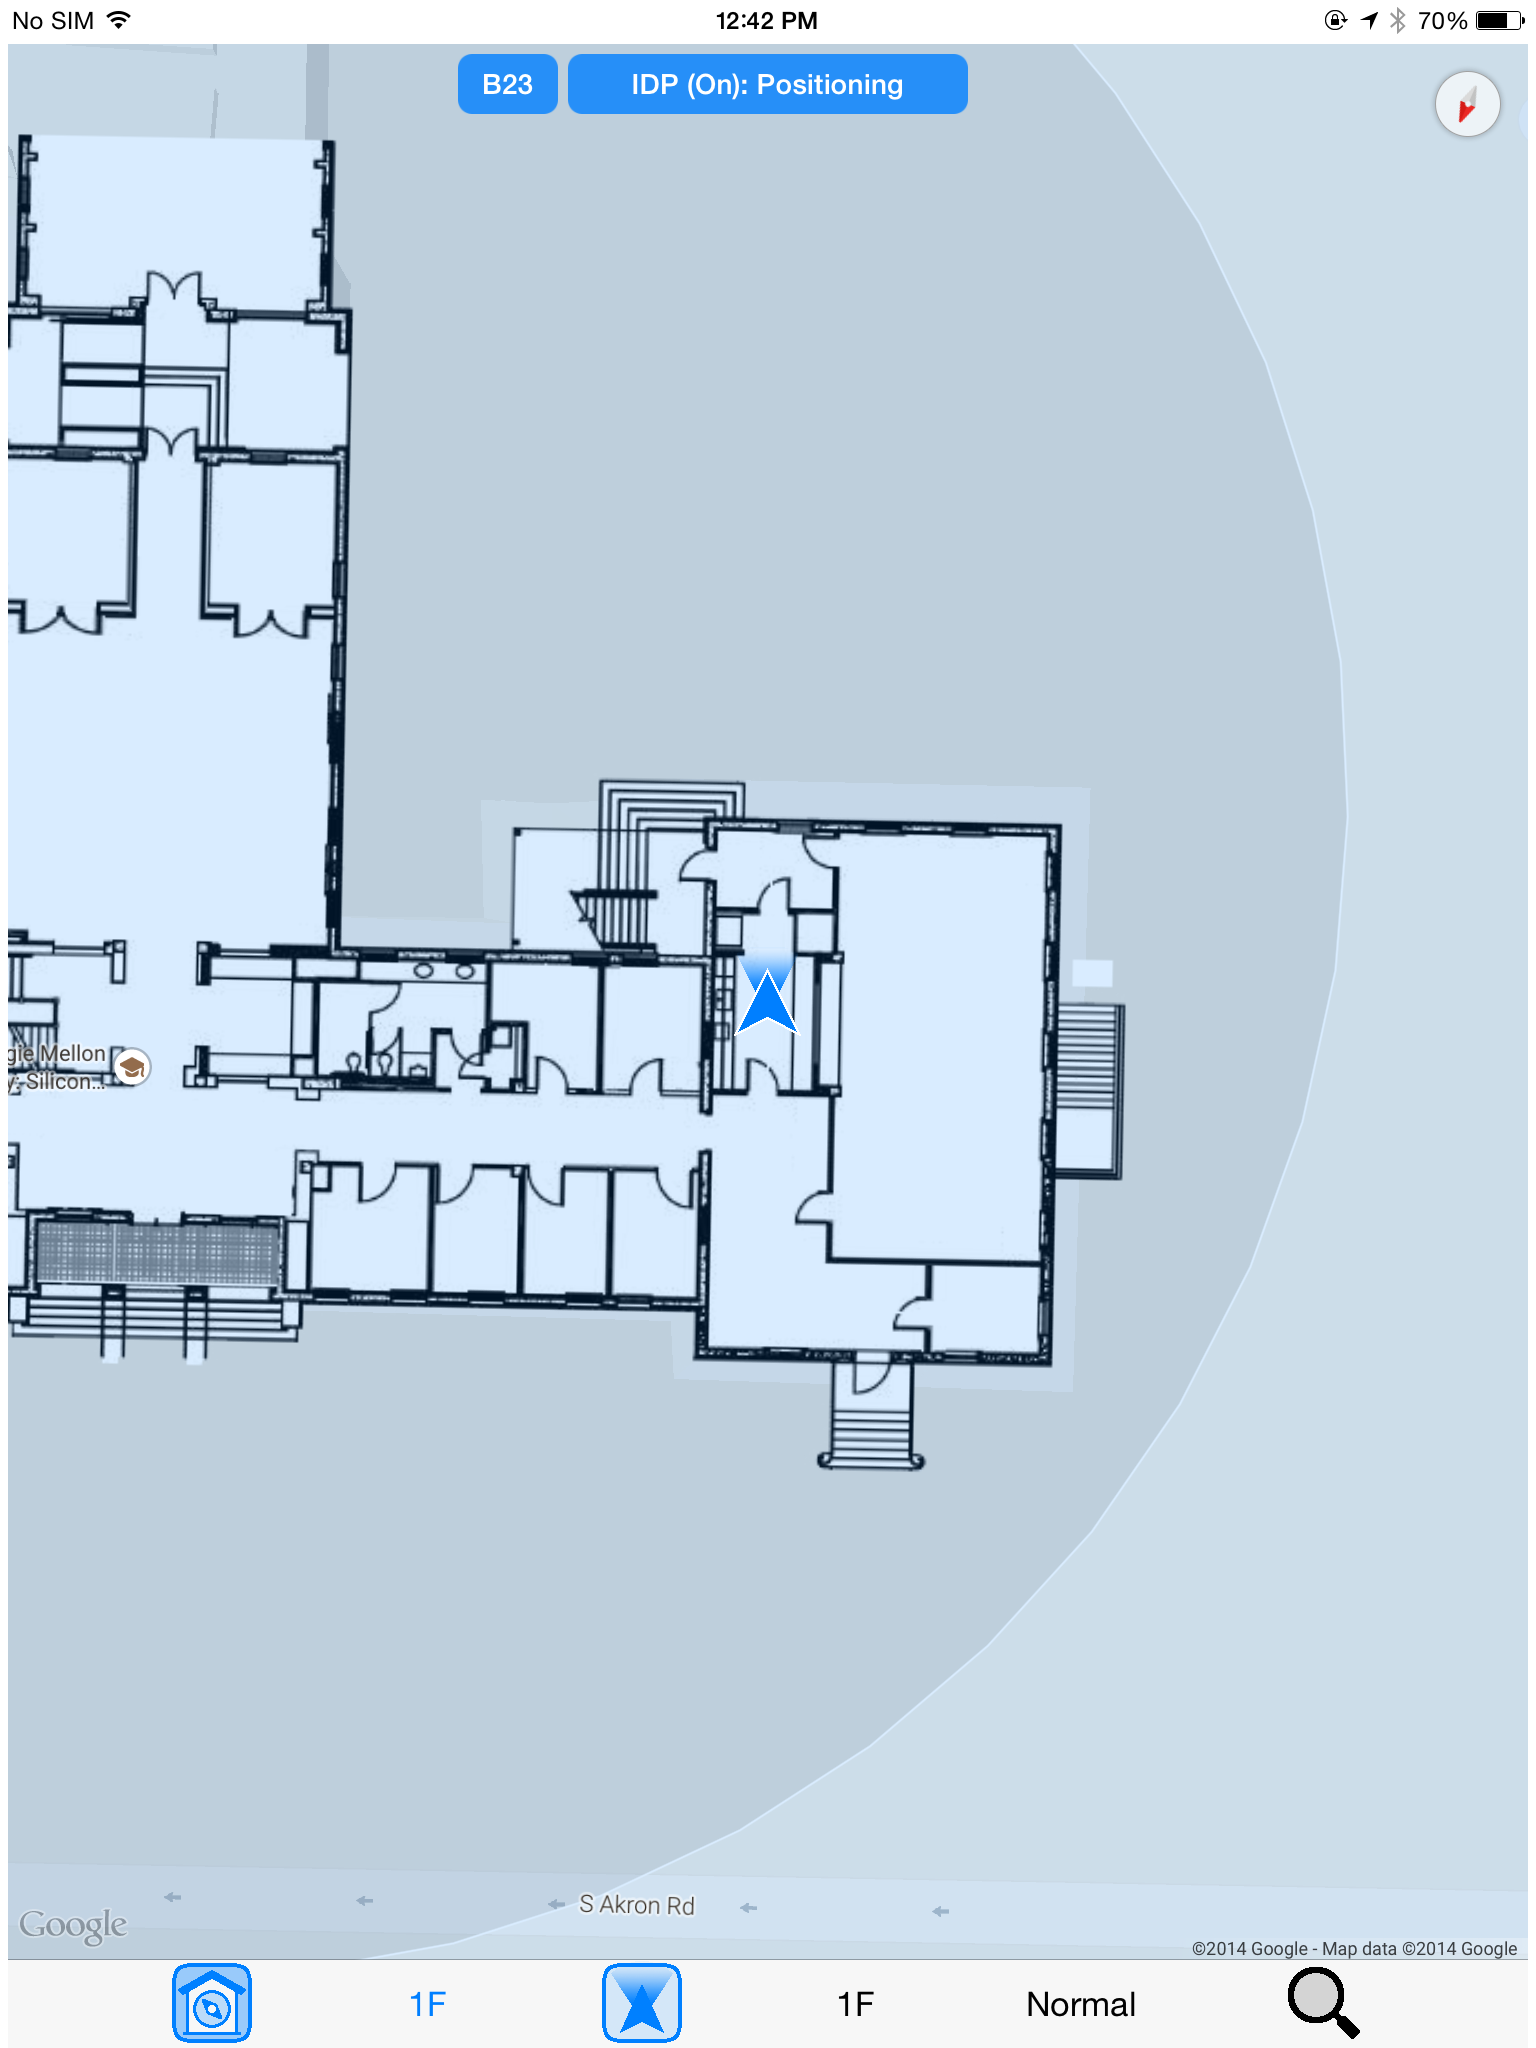 No SIM 12:42 PM 70%
B23 IDP (On): Positioning
gie Mellon
y: Silicon...
S Akron Rd
Google
©2014 Google - Map data ©2014 Google
1F 1F Normal